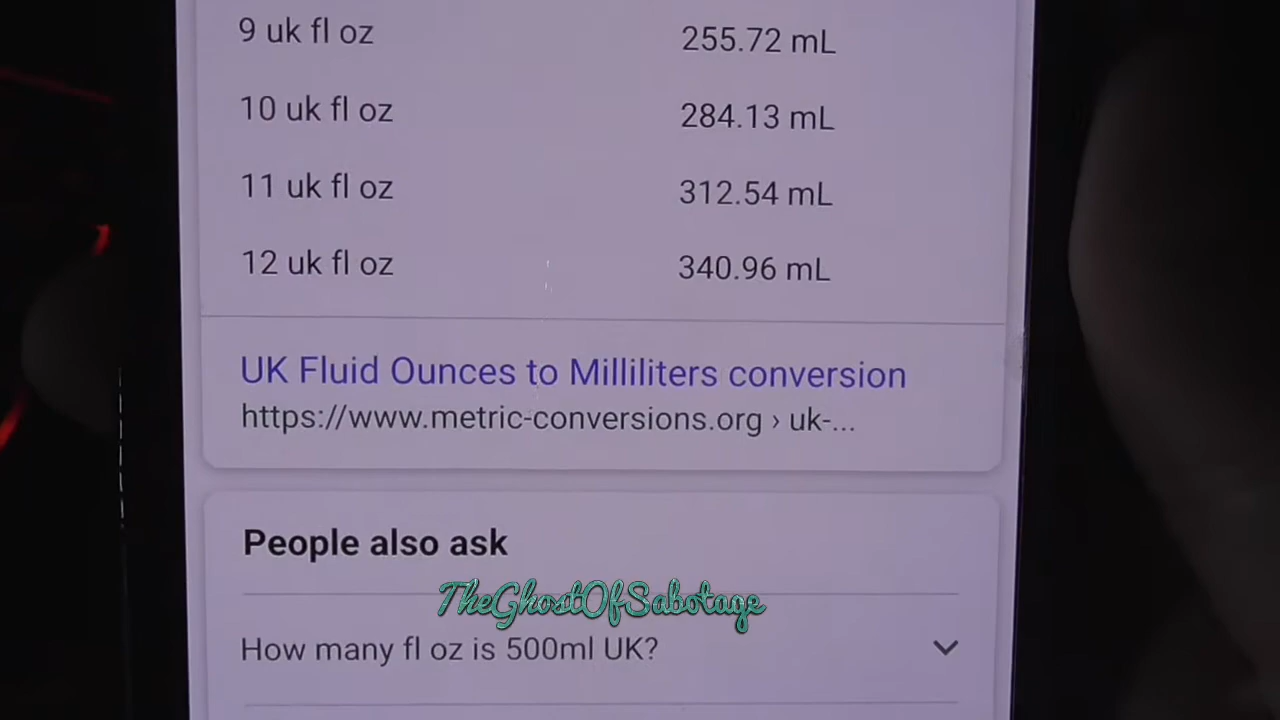 9 uk fl oz 255.72 mL
10 uk fl oz 284.13 mL
11 uk fl oz 312.54 mL
12 uk fl oz 340.96 mL
UK Fluid Ounces to Milliliters conversion
https://www.metric-conversions.org › uk-...
People also ask
TheGhostOfSabotage
How many fl oz is 500ml UK?